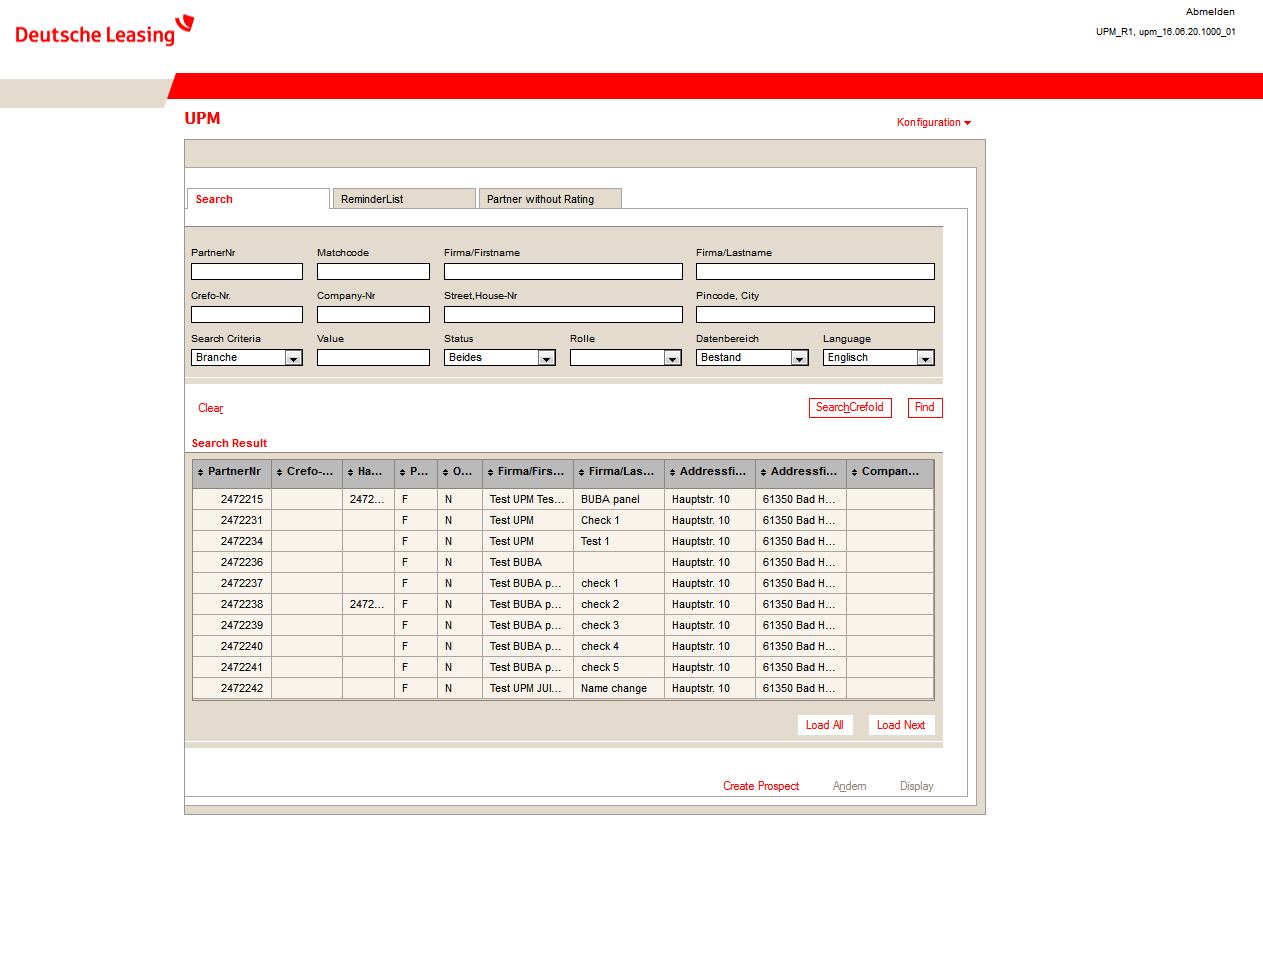 Abmelden
Deutsche Leasing
UPM_R1, upm_16.06.20.1000_01
UPM
Konfiguration
Search ReminderList Partner without Rating
PartnerNr Matchcode Firma/Firstname Firma/Lastname
Crefo-Nr. Company-Nr Street,House-Nr Pincode, City
Search Criteria Value Status Rolle Datenbereich Language
Branche Beides Bestand Englisch
Clear SearchCrefoId Find
Search Result
PartnerNr Crefo-... Ha... P... O... Firma/Firs... Firma/Las... Addressfi... Addressfi... Compan...
2472215 2472... F N Test UPM Tes... BUBA panel Hauptstr. 10 61350 Bad H...
2472231 F N Test UPM Check 1 Hauptstr. 10 61350 Bad H...
2472234 F N Test UPM Test 1 Hauptstr. 10 61350 Bad H...
2472236 F N Test BUBA Hauptstr. 10 61350 Bad H...
2472237 F N Test BUBA p... check 1 Hauptstr. 10 61350 Bad H...
2472238 2472... F N Test BUBA p... check 2 Hauptstr. 10 61350 Bad H...
2472239 F N Test BUBA p... check 3 Hauptstr. 10 61350 Bad H...
2472240 F N Test BUBA p... check 4 Hauptstr. 10 61350 Bad H...
2472241 F N Test BUBA p... check 5 Hauptstr. 10 61350 Bad H...
2472242 F N Test UPM JUI... Name change Hauptstr. 10 61350 Bad H...
Load All Load Next
Create Prospect Ändern Display